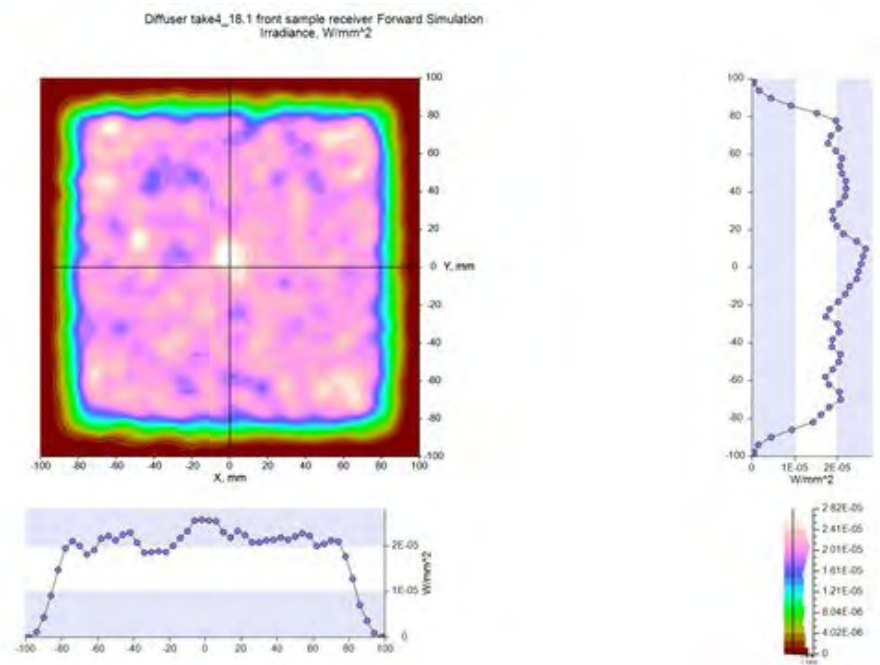 Diffuser take4_18.1 front sample receiver Forward Simulation
Irradiance, W/mm^2
100
80
60
40
20
0 Y, mm
-20
-40
-60
-80
-100
-100 -80 -60 -40 -20 0 20 40 60 80 100
X, mm
100
80
60
40
20
0
-20
-40
-60
-80
-100
0 1E-05 2E-05
W/mm^2
2E-05
1E-05
0
W/mm^2
-100 -80 -60 -40 -20 0 20 40 60 800
2.82E-05
2.41E-05
2.01E-05
1.61E-05
1.21E-05
8.04E-06
4.02E-06
0